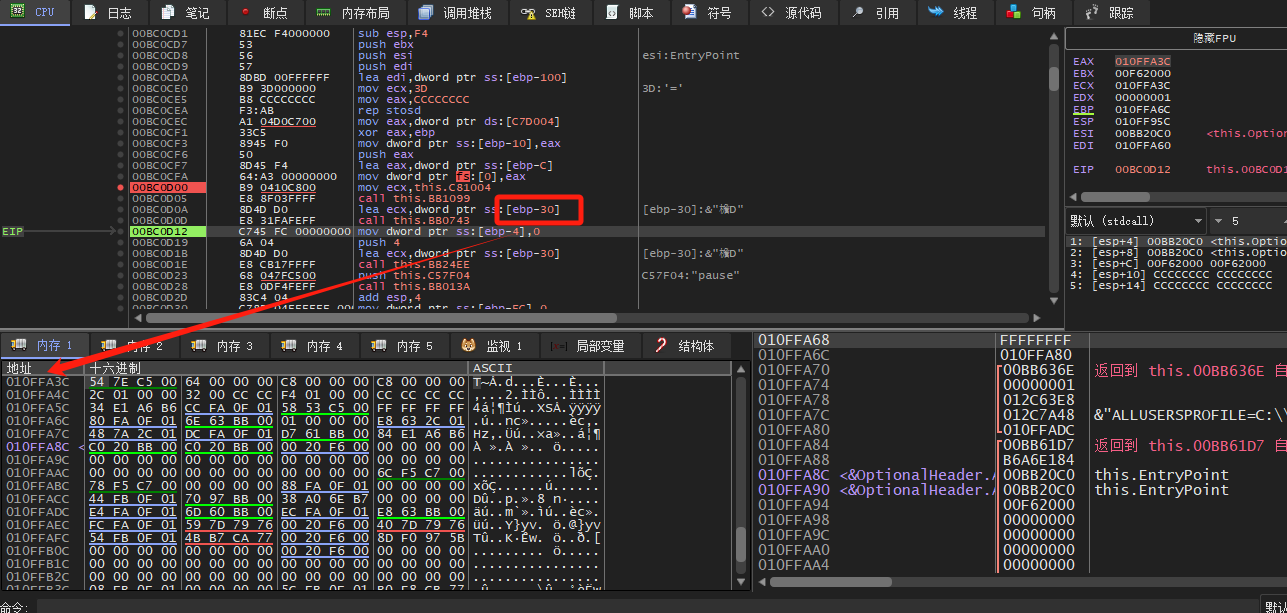 CPU 日志 笔记 断点 内存布局 调用堆栈 SEH链 脚本 符号 源代码 引用 线程 句柄 跟踪
00BC0CD1 81EC F4000000 sub esp,F4
00BC0CD7 53 push ebx
00BC0CD8 56 push esi esi:EntryPoint
00BC0CD9 57 push edi
00BC0CDA 8DBD 00FFFFFF lea edi,dword ptr ss:[ebp-100]
00BC0CE0 B9 3D000000 mov ecx,3D 3D:'='
00BC0CE5 B8 CCCCCCCC mov eax,CCCCCCCC
00BC0CEA F3:AB rep stosd
00BC0CEC A1 04D0C700 mov eax,dword ptr ds:[C7D004]
00BC0CF1 33C5 xor eax,ebp
00BC0CF3 8945 F0 mov dword ptr ss:[ebp-10],eax
00BC0CF6 50 push eax
00BC0CF7 8D45 F4 lea eax,dword ptr ss:[ebp-C]
00BC0CFA 64:A3 00000000 mov dword ptr fs:[0],eax
00BC0D00 B9 0410C800 mov ecx,this.C81004
00BC0D05 E8 8F03FFFF call this.BB1099
00BC0D0A 8D4D D0 lea ecx,dword ptr ss:[ebp-30] [ebp-30]:&"橣D"
00BC0D0D E8 31FAFEFF call this.BB0743
EIP 00BC0D12 C745 FC 00000000 mov dword ptr ss:[ebp-4],0
00BC0D19 6A 04 push 4
00BC0D1B 8D4D D0 lea ecx,dword ptr ss:[ebp-30]
00BC0D1E E8 CB17FFFF call this.BB24EE
00BC0D23 68 047FC500 push this.C57F04 C57F04:"pause"
00BC0D28 E8 0DF4FEFF call this.BB013A
00BC0D2D 83C4 04 add esp,4
隐藏FPU
EAX 010FFA3C
EBX 00F62000
ECX 010FFA3C
EDX 00000001
EBP 010FFA6C
ESP 010FF95C
ESI 00BB20C0 <this.Option
EDI 010FFA60
EIP 00BC0D12 this.00BC0D1
默认 (stdcall) 5
1: [esp+4] 00BB20C0 <this.Optio
2: [esp+8] 00BB20C0 <this.Optio
3: [esp+C] 00F62000 00F62000
4: [esp+10] CCCCCCCC CCCCCCCC
5: [esp+14] CCCCCCCC CCCCCCCC
内存 1 内存 2 内存 3 内存 4 内存 5 监视 1 局部变量 结构体
地址 十六进制 ASCII
010FFA3C 54 7E C5 00 64 00 00 00 C8 00 00 00 C8 00 00 00 T~Å.d...È...È...
010FFA4C 2C 01 00 00 32 00 CC CC F4 01 00 00 CC CC CC CC ,...2.ÌÌô...ÌÌÌÌ
010FFA5C 34 E1 A6 B6 CC FA 0F 01 58 53 C5 00 FF FF FF FF 4á¦¶Ìú..XSÅ.ÿÿÿÿ
010FFA6C 80 FA 0F 01 6E 63 BB 00 01 00 00 00 E8 63 2C 01 .ú..nc».....èc,.
010FFA7C 48 7A 2C 01 DC FA 0F 01 D7 61 BB 00 84 E1 A6 B6 Hz,.Üú..×a»..á¦¶
010FFA8C C0 20 BB 00 C0 20 BB 00 00 20 F6 00 00 00 00 00 À ».À ».. ö.....
010FFA9C 00 00 00 00 00 00 00 00 00 00 00 00 00 00 00 00 ................
010FFAAC 00 00 00 00 00 00 00 00 00 00 00 00 6C F5 C7 00 ............lõÇ.
010FFABC 78 F5 C7 00 00 00 00 00 88 FA 0F 01 00 00 00 00 xõÇ......ú......
010FFACC 44 FB 0F 01 70 97 BB 00 38 A0 6E B7 00 00 00 00 Dû..p.».8 n·....
010FFADC E4 FA 0F 01 6D 60 BB 00 EC FA 0F 01 E8 63 BB 00 äú..m`».ìú..èc».
010FFAEC FC FA 0F 01 59 7D 79 76 00 20 F6 00 40 7D 79 76 üú..Y}yv. ö.@}yv
010FFAFC 54 FB 0F 01 4B B7 CA 77 00 20 F6 00 8D F0 97 5B Tû..K·Êw. ö..ð.[
010FFB0C 00 00 00 00 00 00 00 00 00 20 F6 00 00 00 00 00 ......... ö.....
010FFB1C 00 00 00 00 00 00 00 00 00 00 00 00 00 00 00 00 ................
010FFB2C 00 00 00 00 00 00 00 00 00 00 00 00 00 00 00 00 ................
010FFA68 FFFFFFFF
010FFA6C 010FFA80
010FFA70 00BB636E 返回到 this.00BB636E 自
010FFA74 00000001
010FFA78 012C63E8
010FFA7C 012C7A48 &"ALLUSERSPROFILE=C:\
010FFA80 010FFADC
010FFA84 00BB61D7 返回到 this.00BB61D7 自
010FFA88 B6A6E184
010FFA8C <&OptionalHeader.A 00BB20C0 this.EntryPoint
010FFA90 <&OptionalHeader.A 00BB20C0 this.EntryPoint
010FFA94 00F62000
010FFA98 00000000
010FFA9C 00000000
010FFAA0 00000000
010FFAA4 00000000
命令: 默认